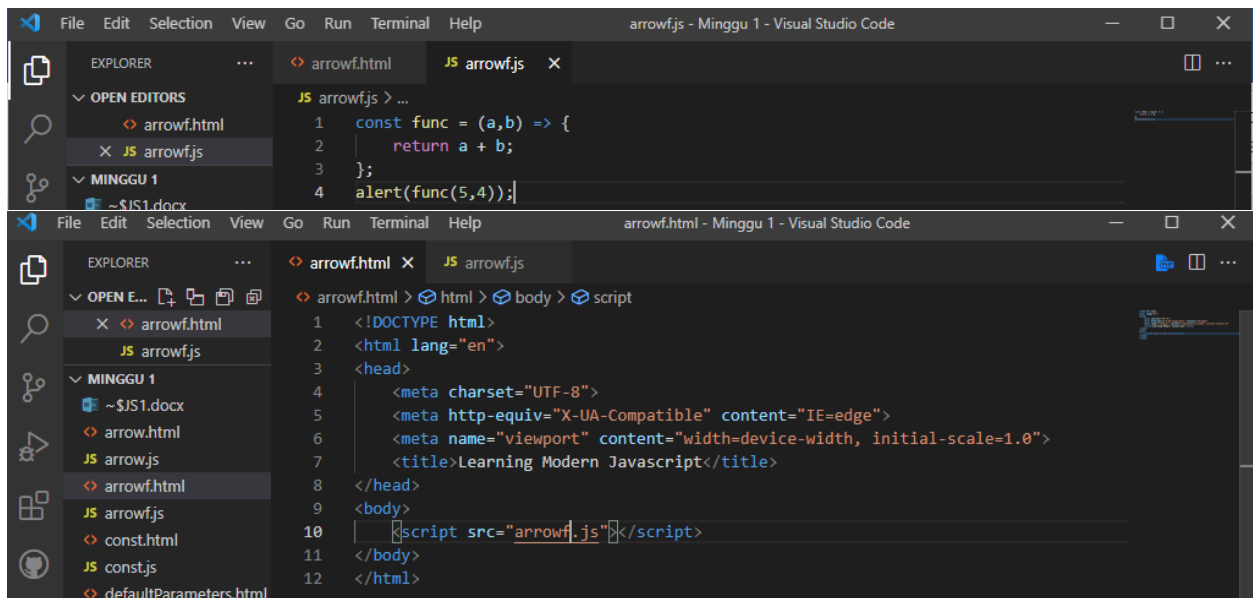 File Edit Selection View Go Run Terminal Help arrowf.js - Minggu 1 - Visual Studio Code
EXPLORER ··· <> arrowf.html JS arrowf.js ×
OPEN EDITORS JS arrowf.js > ...
<> arrowf.html 1 const func = (a,b) => {
× JS arrowf.js 2 return a + b;
MINGGU 1 3 };
~$JS1.docx 4 alert(func(5,4));
File Edit Selection View Go Run Terminal Help arrowf.html - Minggu 1 - Visual Studio Code
EXPLORER ··· <> arrowf.html × JS arrowf.js
OPEN E... <> arrowf.html > html > body > script
× <> arrowf.html 1 <!DOCTYPE html>
JS arrowf.js 2 <html lang="en">
MINGGU 1 3 <head>
~$JS1.docx 4 <meta charset="UTF-8">
<> arrow.html 5 <meta http-equiv="X-UA-Compatible" content="IE=edge">
6 <meta name="viewport" content="width=device-width, initial-scale=1.0">
JS arrow.js 7 <title>Learning Modern Javascript</title>
<> arrowf.html 8 </head>
JS arrowf.js 9 <body>
10 <script src="arrowf.js"></script>
<> const.html 11 </body>
JS const.js 12 </html>
<> defaultParameters.html